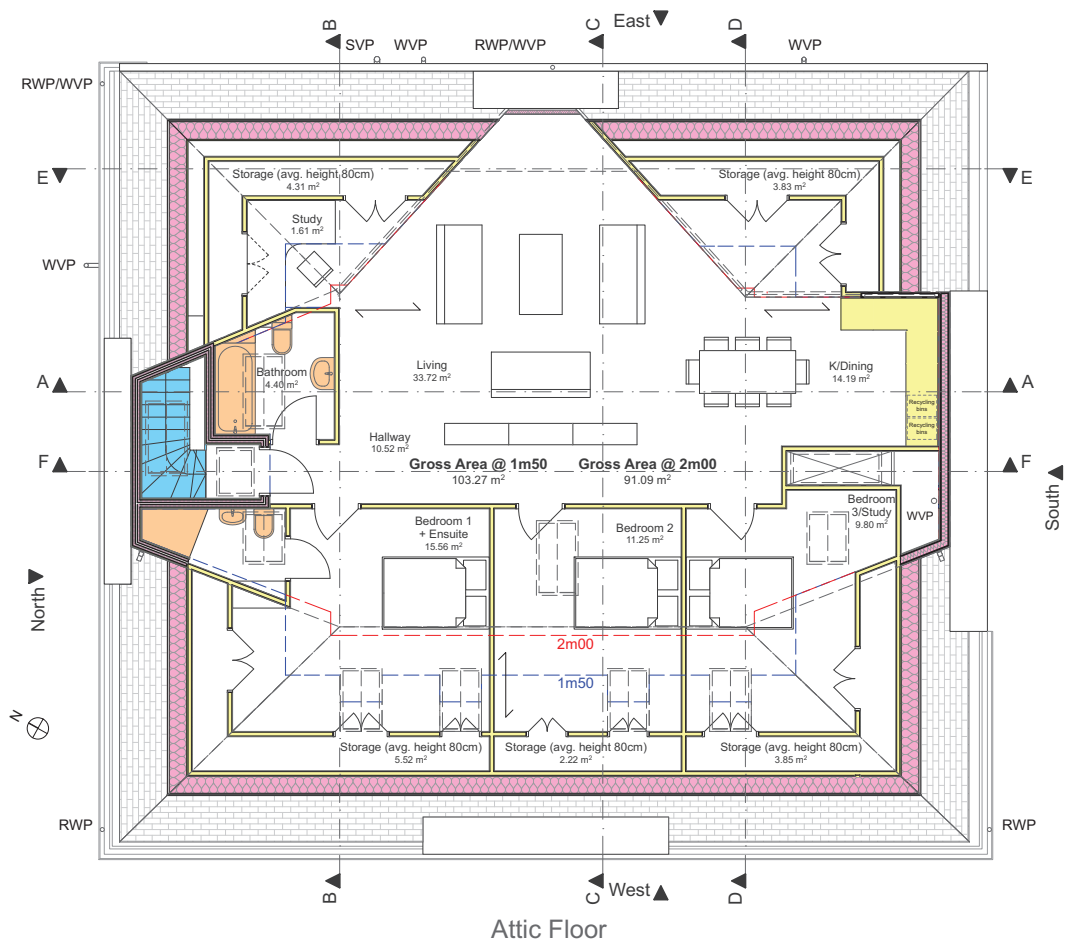 B
C
East
D
SVP
WVP
RWP/WVP
WVP
RWP/WVP
E
Storage (avg. height 80cm)
4.31 m²
Storage (avg. height 80cm)
3.83 m²
E
Study
1.61 m²
WVP
Living
33.72 m²
K/Dining
14.19 m²
Bathroom
4.40 m²
A
A
Recycling
bins
Recycling
bins
Hallway
10.52 m²
F
Gross Area @ 1m50
103.27 m²
Gross Area @ 2m00
91.09 m²
F
South
Bedroom 1
+ Ensuite
15.56 m²
Bedroom 2
11.25 m²
Bedroom
3/Study
9.80 m²
WVP
North
2m00
1m50
N
Storage (avg. height 80cm)
5.52 m²
Storage (avg. height 80cm)
2.22 m²
Storage (avg. height 80cm)
3.85 m²
RWP
RWP
B
C
West
D
Attic Floor